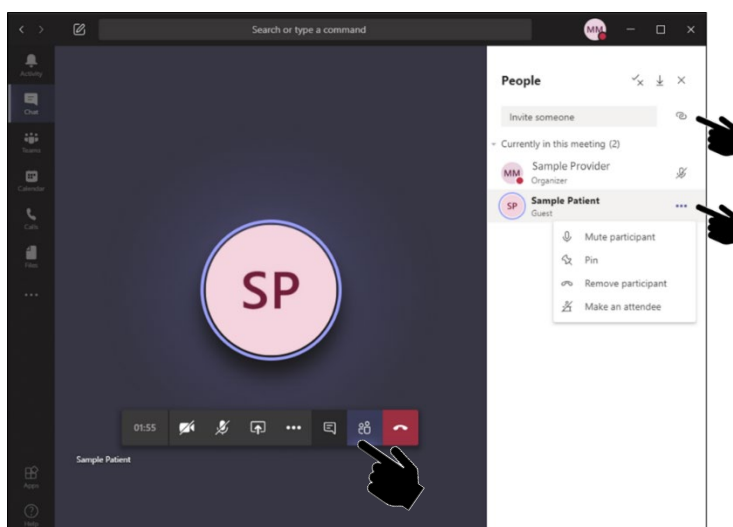 Search or type a command
MM
Activity
Chat
Teams
Calendar
Calls
Files
Apps
Help
SP
01:55
Sample Patient
People
Invite someone
Currently in this meeting (2)
MM
Sample Provider
Organizer
SP
Sample Patient
Guest
Mute participant
Pin
Remove participant
Make an attendee